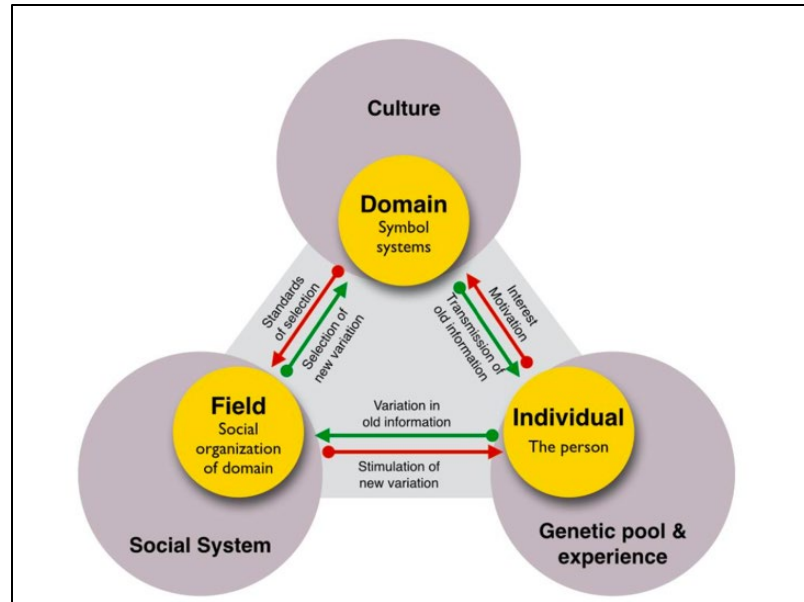 Culture
Domain
Symbol
systems
Standards
of selection
Selection of
new variation
Interest
Motivation
Transmission of
old information
Field
Social
organization
of domain
Variation in
old information
Stimulation of
new variation
Individual
The person
Social System
Genetic pool &
experience